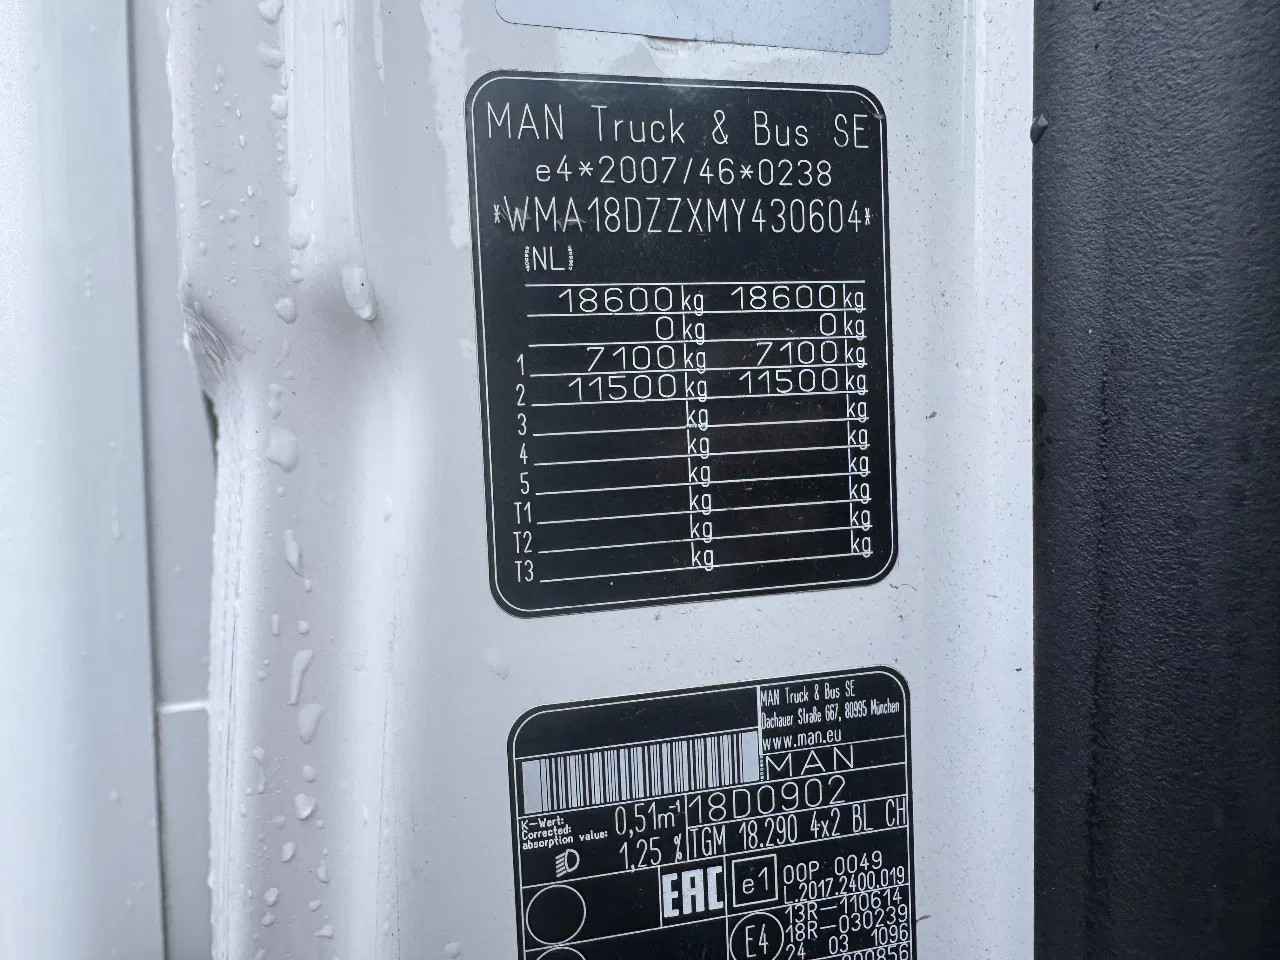 MAN Truck & Bus SE
e4*2007/46*0238
*WMA18DZZXMY430604*
NL
18600 kg 18600 kg
0 kg 0 kg
1 7100 kg 7100 kg
2 11500 kg 11500 kg
3 kg kg
4 kg kg
5 kg kg
T1 kg kg
T2 kg kg
T3 kg kg
MAN Truck & Bus SE
Dachauer Straße 667, 80995 München
www.man.eu
MAN
18D0902
K-Wert:
Corrected:
absorption value: 0,51m⁻¹
TGM 18.290 4x2 BL CH
1,25 %
EAC
e1
00P 0049
L.2017.2400.019
E4
13R-110614
18R-030239
24 03 1096